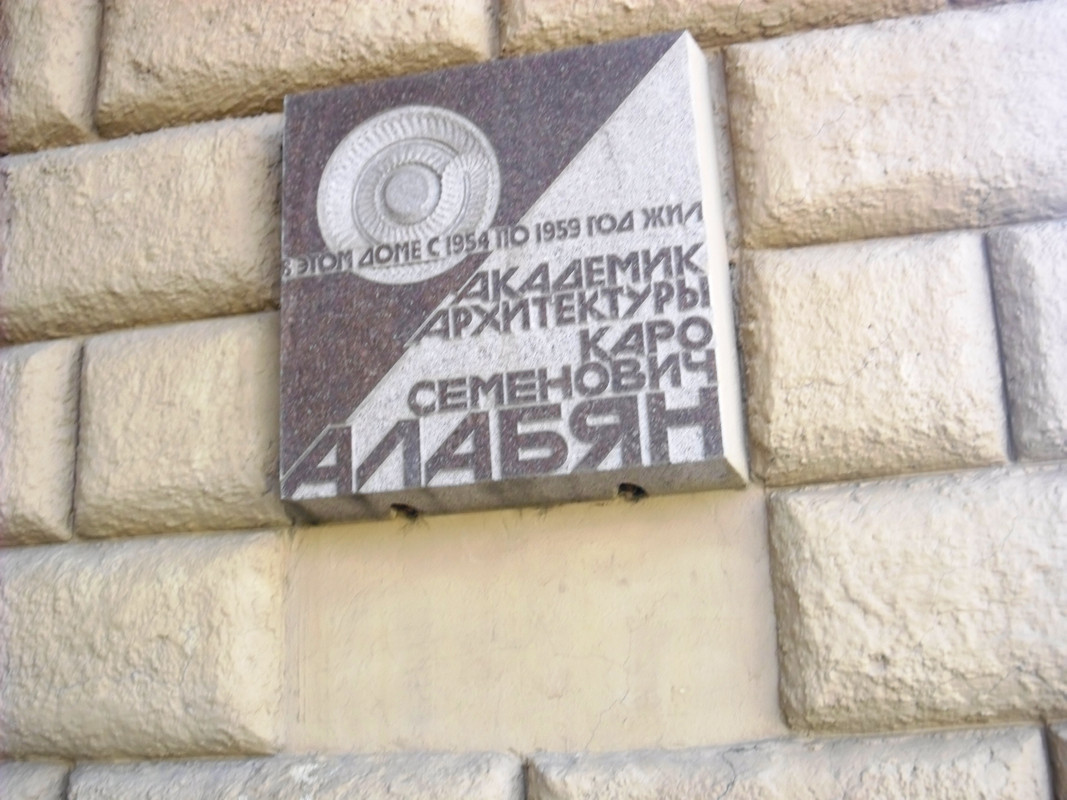 В ЭТОМ ДОМЕ С 1954 ПО 1959 ГОД ЖИЛ
АКАДЕМИК
АРХИТЕКТУРЫ
КАРО
СЕМЕНОВИЧ
АЛАБЯН